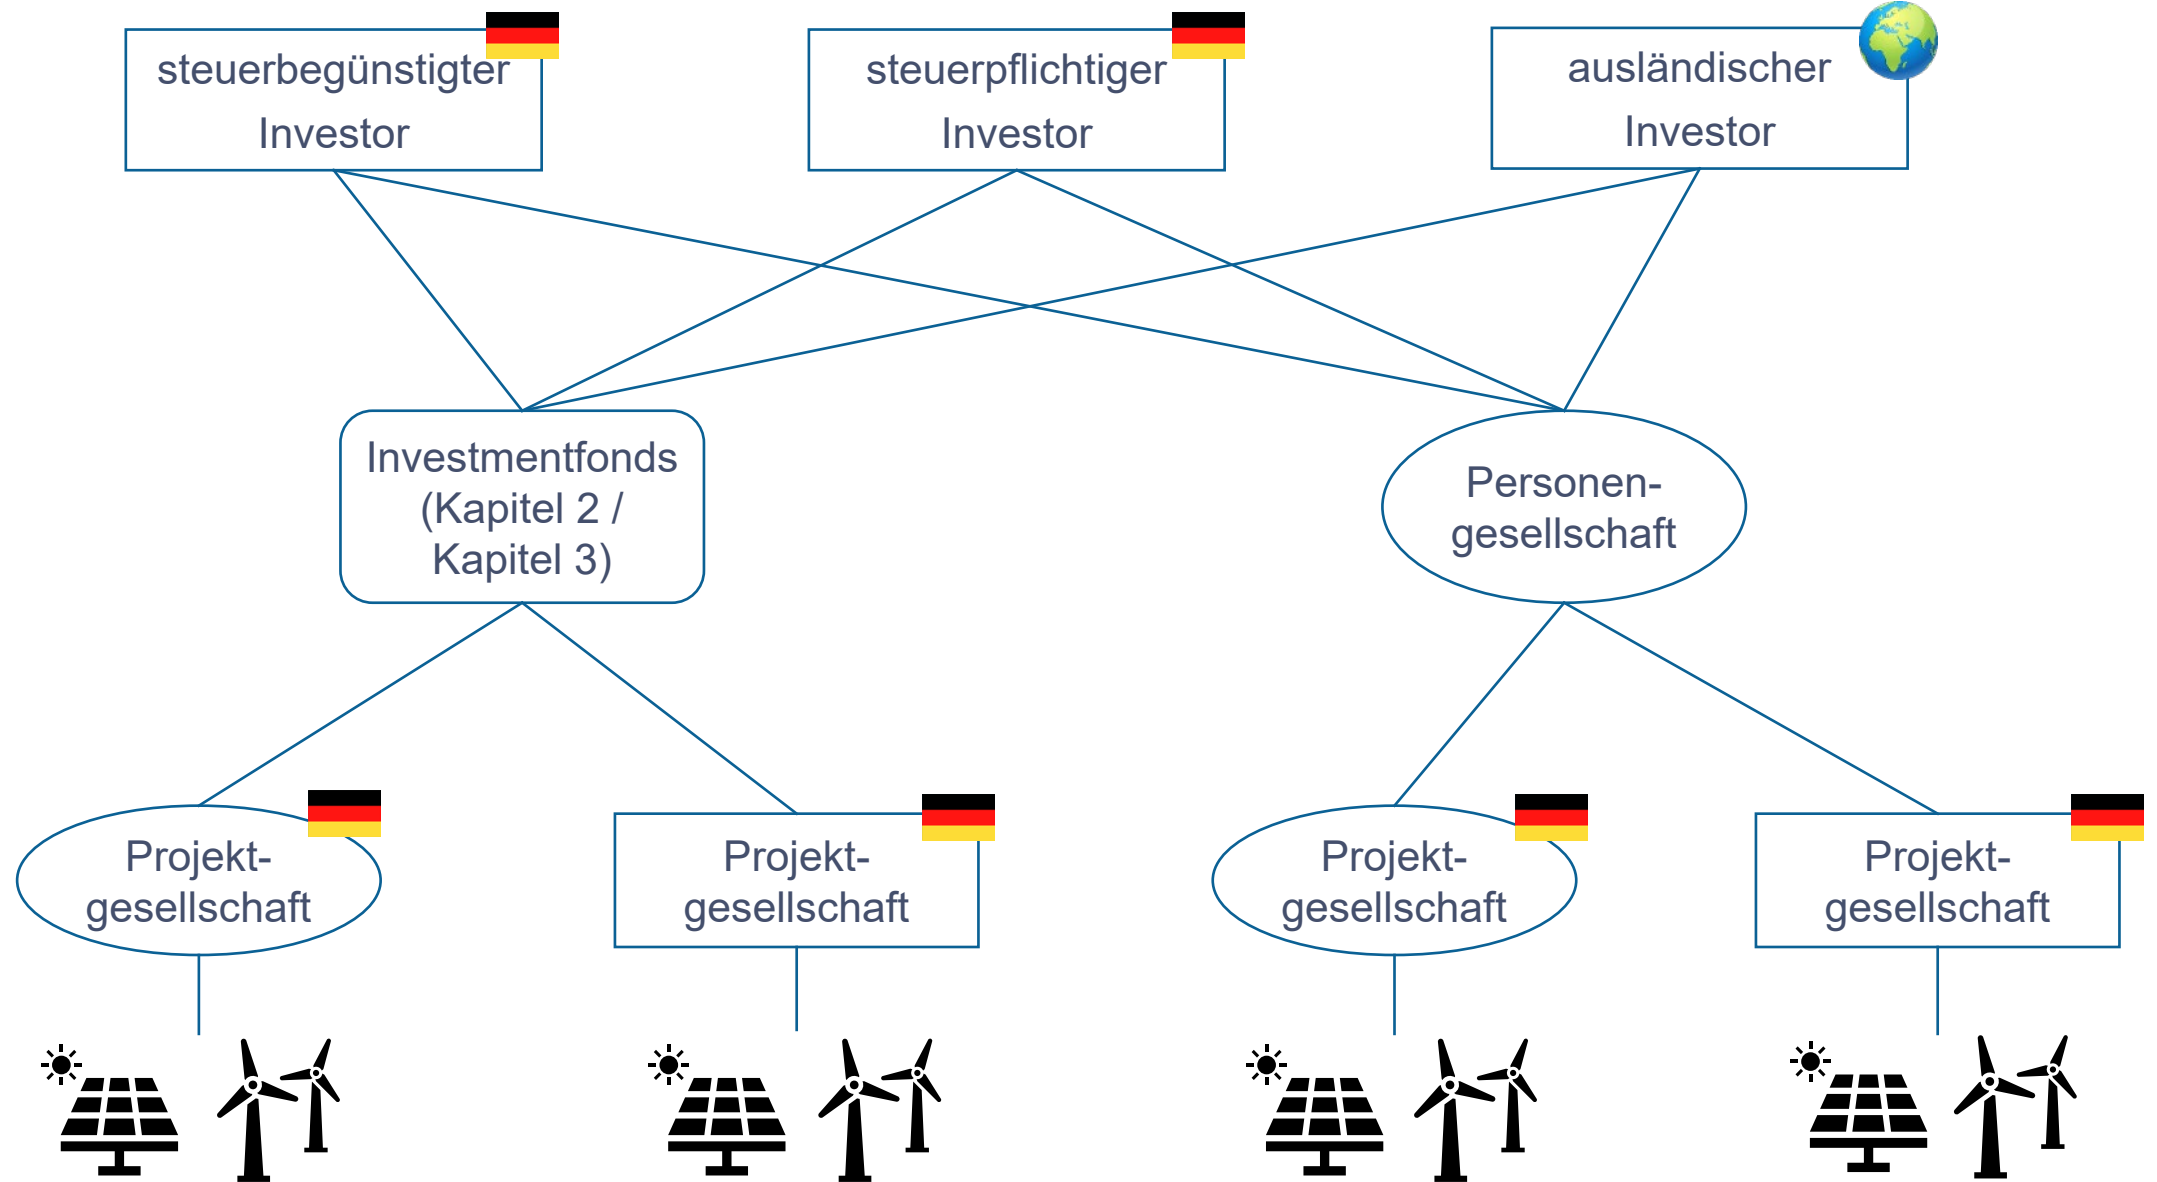 steuerbegünstigter
Investor
steuerpflichtiger
Investor
ausländischer
Investor
Investmentfonds
(Kapitel 2 /
Kapitel 3)
Personen-
gesellschaft
Projekt-
gesellschaft
Projekt-
gesellschaft
Projekt-
gesellschaft
Projekt-
gesellschaft